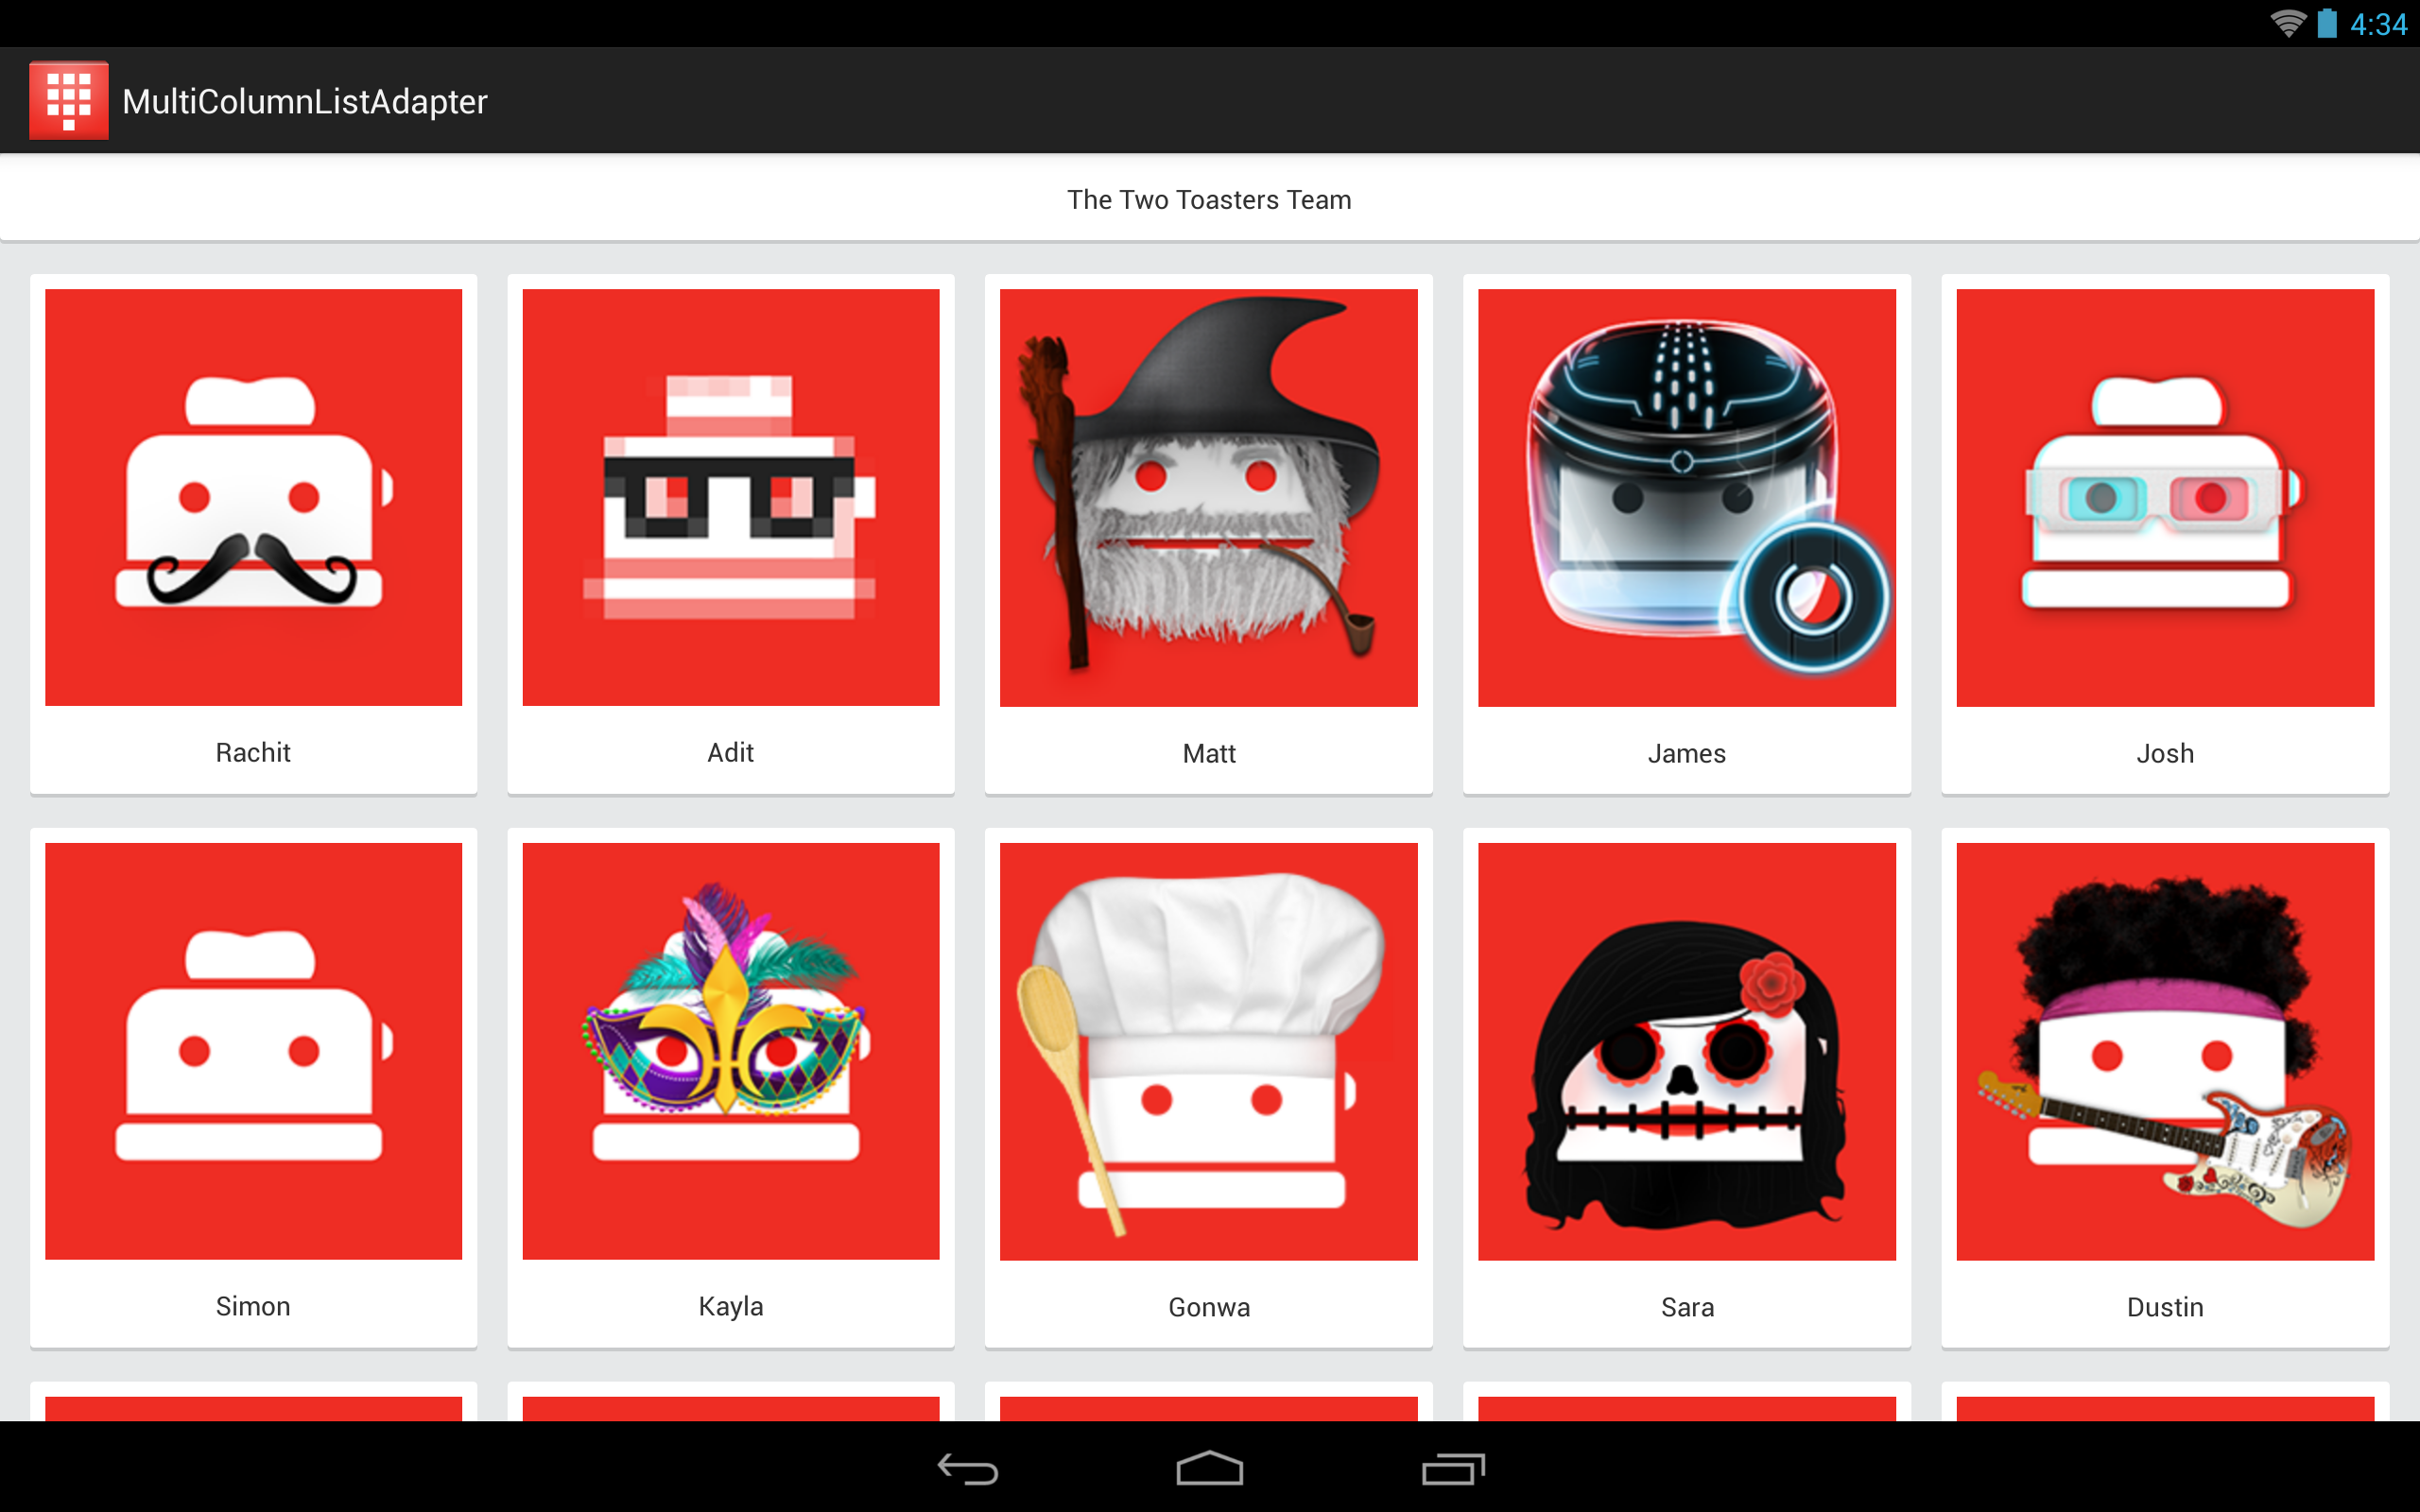 4:34
MultiColumnListAdapter
The Two Toasters Team
Rachit
Adit
Matt
James
Josh
Simon
Kayla
Gonwa
Sara
Dustin